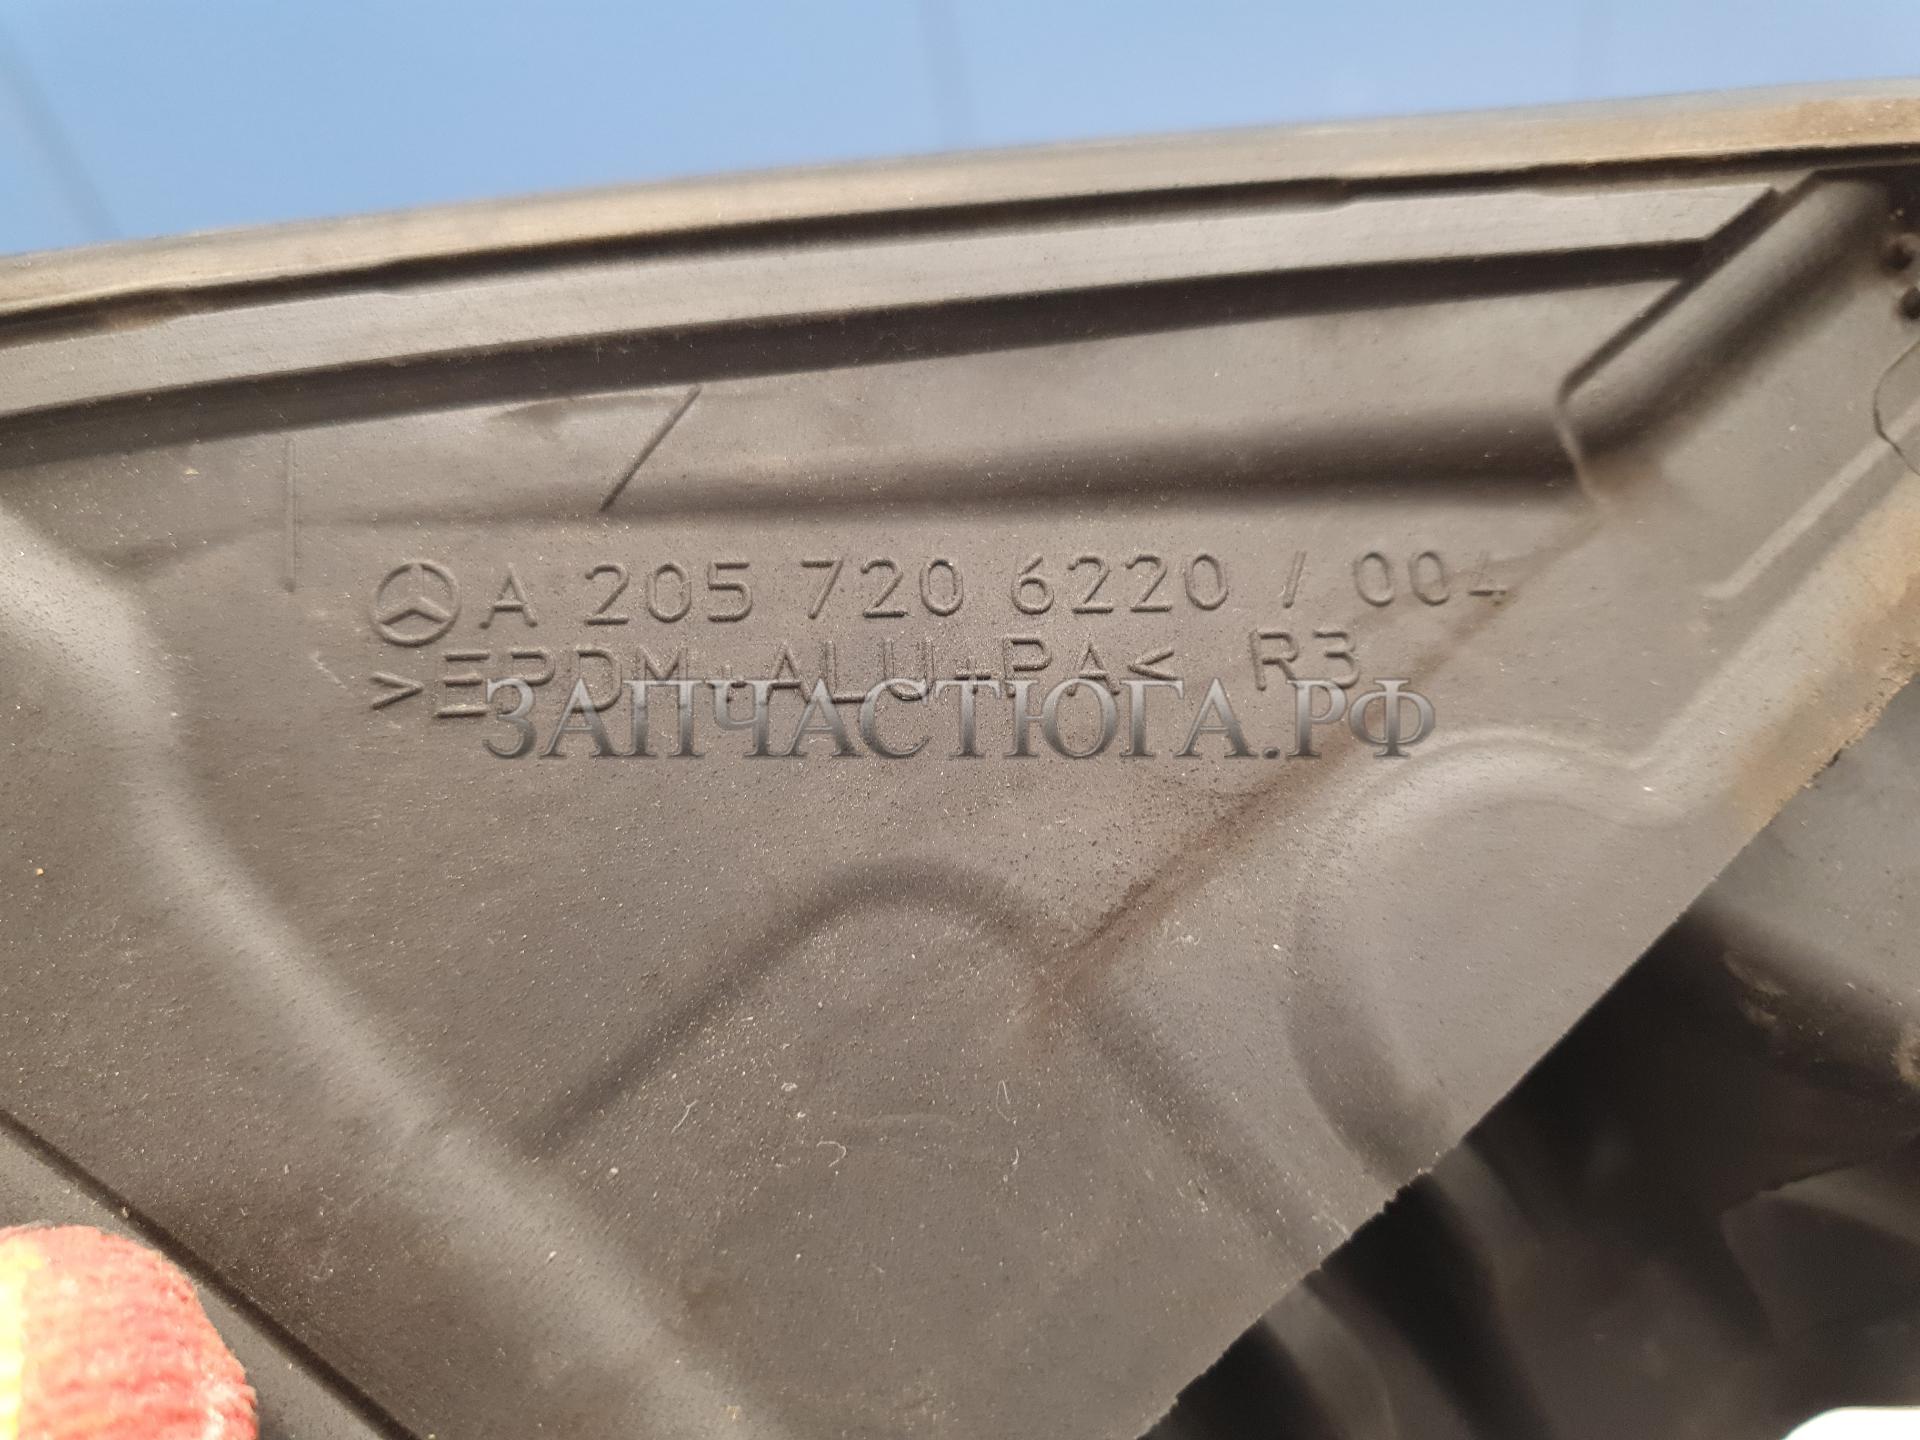 A 205 720 6220 / 004
>EPDM+ALU+PA< R3
ЗАПЧАСТЮГА.РФ